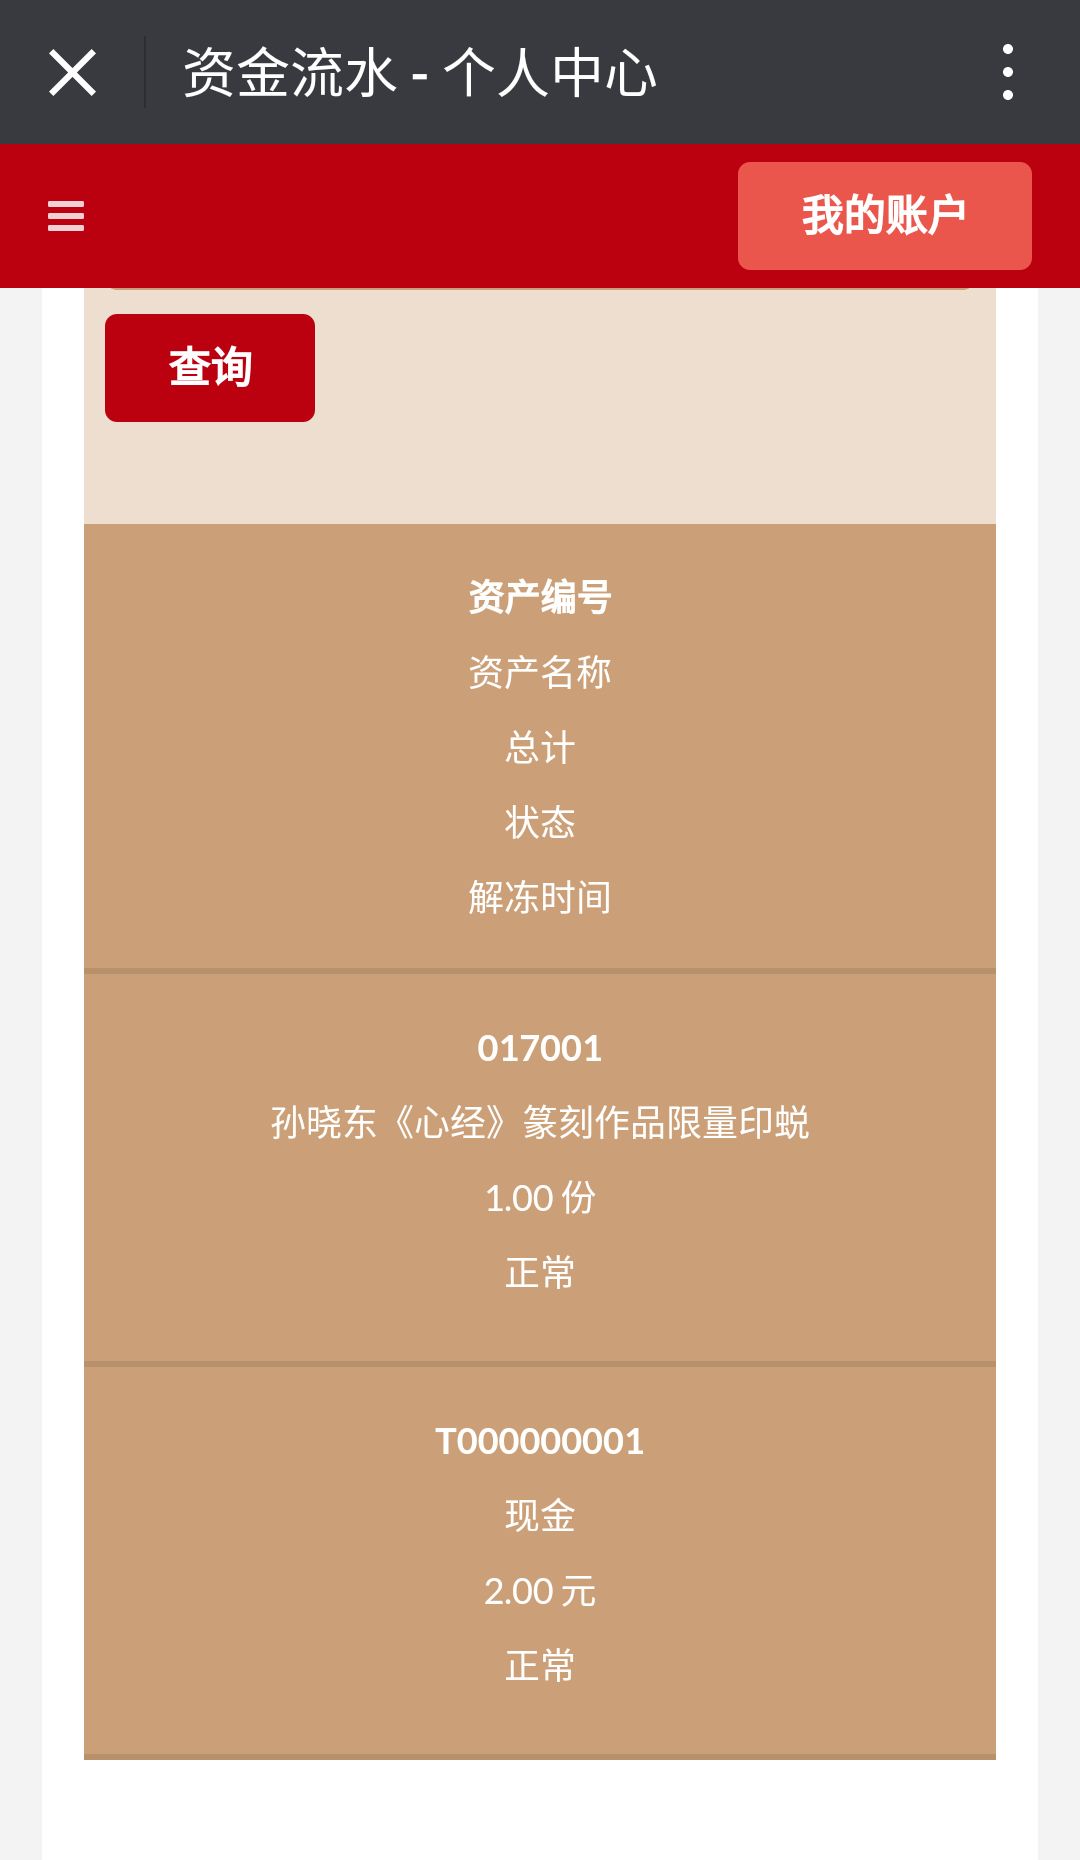 资金流水 - 个人中心
我的账户
查询
资产编号
资产名称
总计
状态
解冻时间
017001
孙晓东《心经》篆刻作品限量印蜕
1.00 份
正常
T000000001
现金
2.00 元
正常